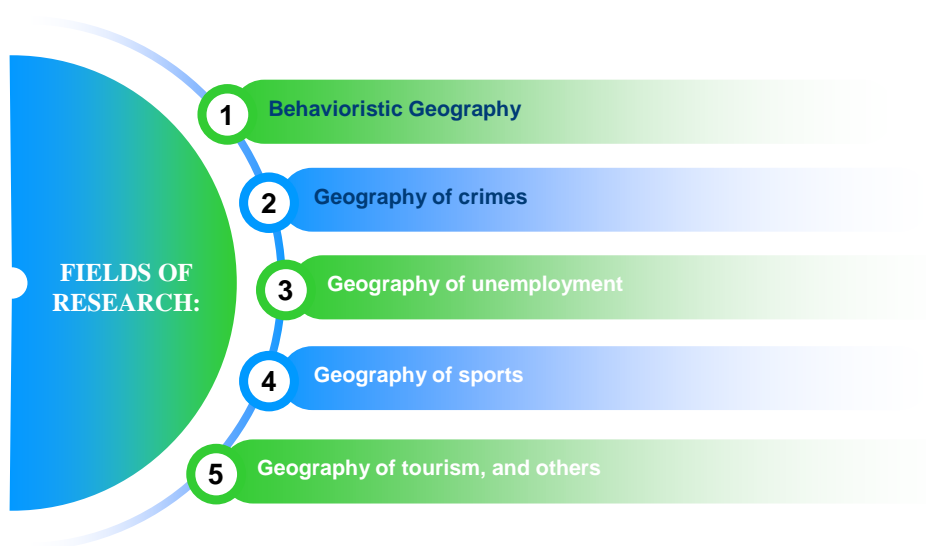 FIELDS OF
RESEARCH:
1
Behavioristic Geography
2
Geography of crimes
3
Geography of unemployment
4
Geography of sports
5
Geography of tourism, and others